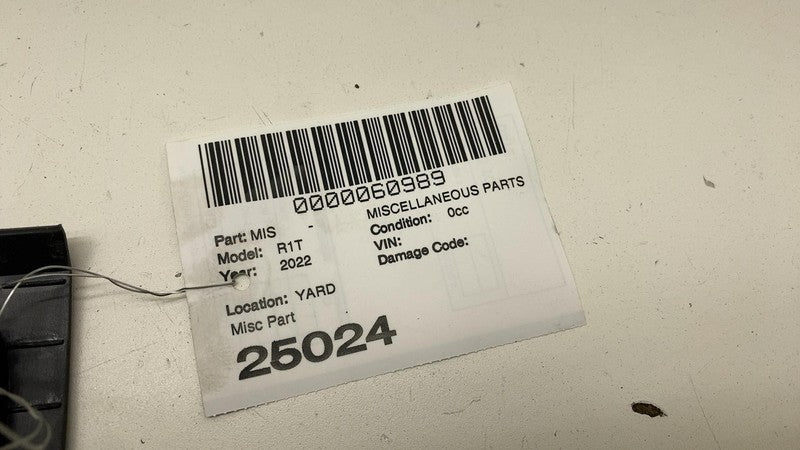 0000060989
Part: MIS - MISCELLANEOUS PARTS
Model: R1T Condition: 0cc
Year: 2022 VIN:
Damage Code:
Location: YARD
Misc Part
25024